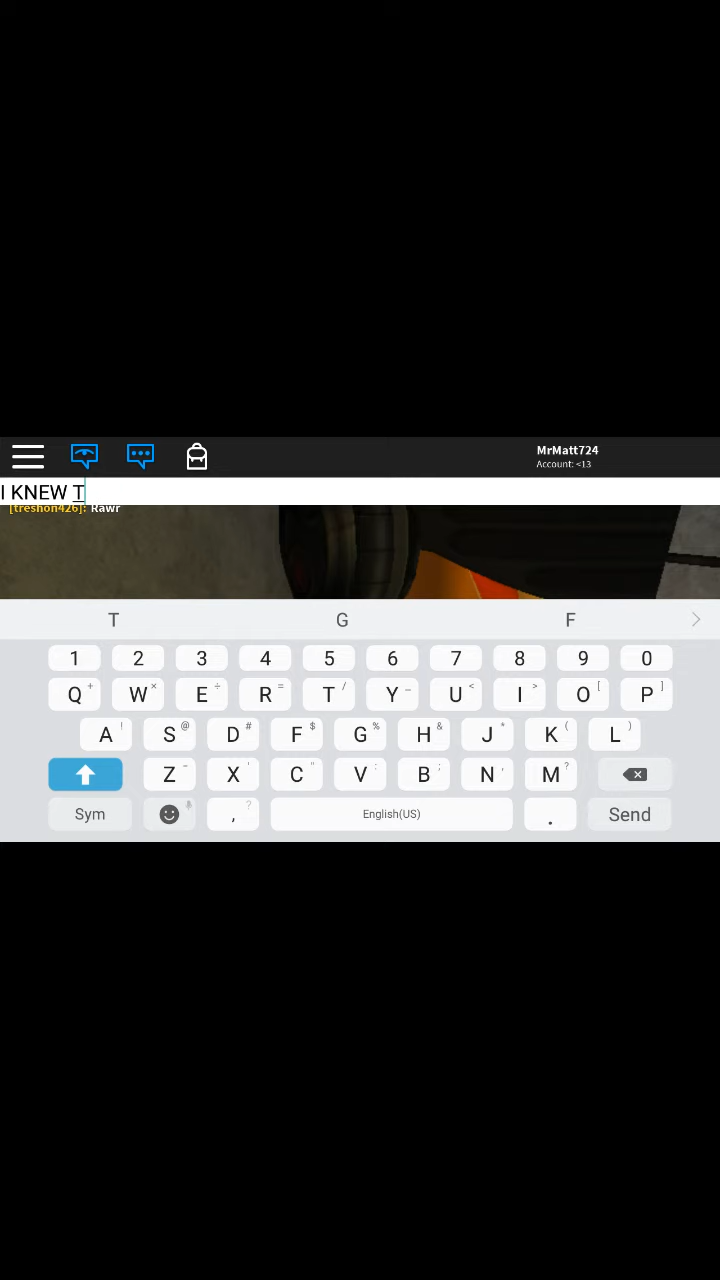 MrMatt724
Account: <13
I KNEW T
[treshon426]: Rawr
T G F
1 2 3 4 5 6 7 8 9 0
Q + W × E ÷ R = T / Y _ U < I > O [ P ]
A ! S @ D # F $ G % H & J * K ( L )
Z - X ' C " V : B ; N , M ?
Sym , ? English(US) . Send